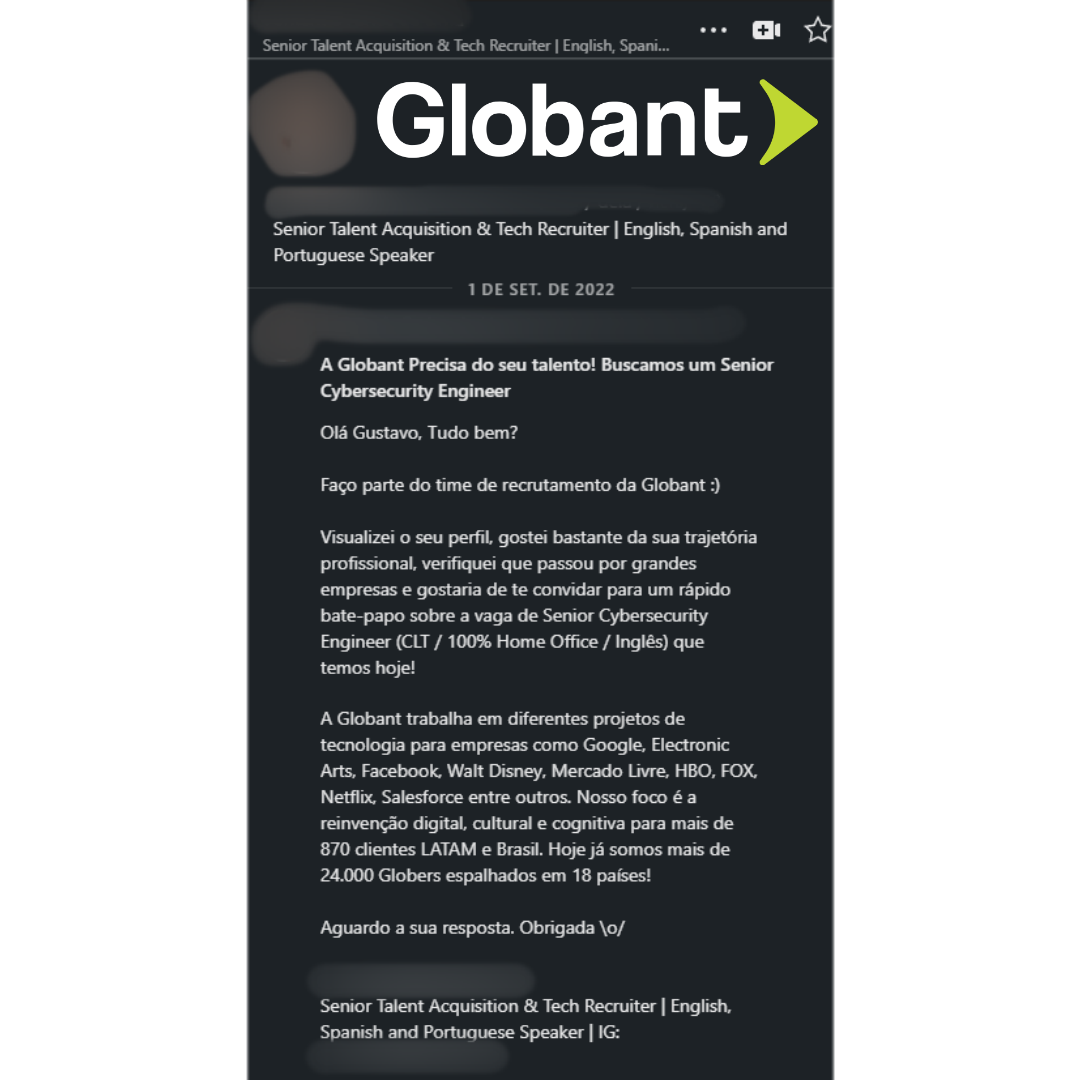 Senior Talent Acquisition & Tech Recruiter | English, Spani...
Globant
Senior Talent Acquisition & Tech Recruiter | English, Spanish and
Portuguese Speaker
1 DE SET. DE 2022
A Globant Precisa do seu talento! Buscamos um Senior
Cybersecurity Engineer
Olá Gustavo, Tudo bem?
Faço parte do time de recrutamento da Globant :)
Visualizei o seu perfil, gostei bastante da sua trajetória
profissional, verifiquei que passou por grandes
empresas e gostaria de te convidar para um rápido
bate-papo sobre a vaga de Senior Cybersecurity
Engineer (CLT / 100% Home Office / Inglês) que
temos hoje!
A Globant trabalha em diferentes projetos de
tecnologia para empresas como Google, Electronic
Arts, Facebook, Walt Disney, Mercado Livre, HBO, FOX,
Netflix, Salesforce entre outros. Nosso foco é a
reinvenção digital, cultural e cognitiva para mais de
870 clientes LATAM e Brasil. Hoje já somos mais de
24.000 Globers espalhados em 18 países!
Aguardo a sua resposta. Obrigada \o/
Senior Talent Acquisition & Tech Recruiter | English,
Spanish and Portuguese Speaker | IG: